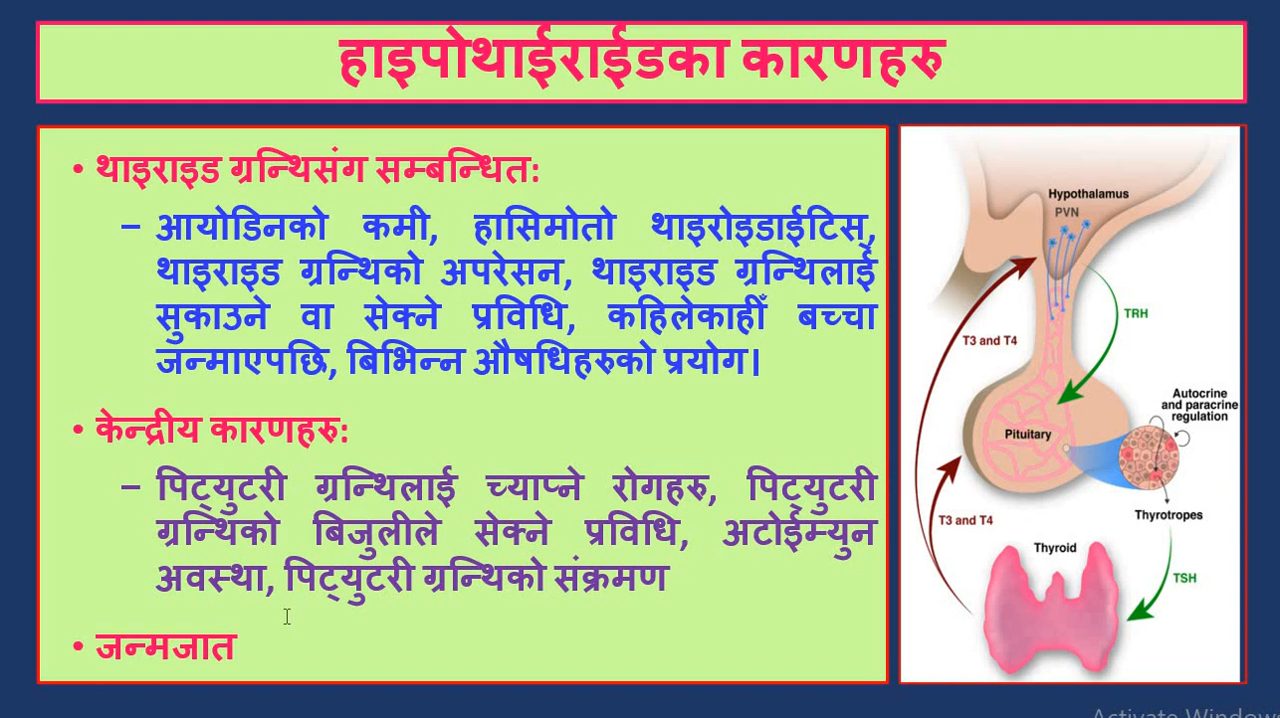 हाइपोथाईराईडका कारणहरु
• थाइराइड ग्रन्थिसंग सम्बन्धित:
– आयोडिनको कमी, हासिमोतो थाइरोइडाईटिस्,
थाइराइड ग्रन्थिको अपरेसन, थाइराइड ग्रन्थिलाई
सुकाउने वा सेक्ने प्रविधि, कहिलेकाहीँ बच्चा
जन्माएपछि, बिभिन्न औषधिहरुको प्रयोग।
• केन्द्रीय कारणहरु:
– पिट्युटरी ग्रन्थिलाई च्याप्ने रोगहरु, पिट्युटरी
ग्रन्थिको बिजुलीले सेक्ने प्रविधि, अटोईम्युन
अवस्था, पिट्युटरी ग्रन्थिको संक्रमण
• जन्मजात
Hypothalamus
PVN
TRH
T3 and T4
Autocrine
and paracrine
regulation
Pituitary
Thyrotropes
T3 and T4
Thyroid
TSH
Activate Window